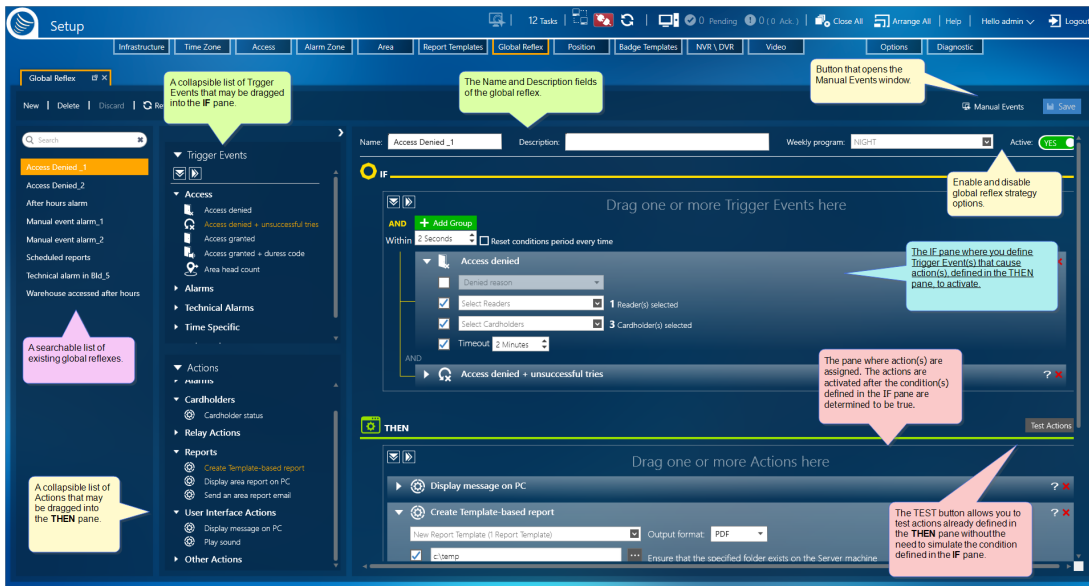 Setup
12 Tasks
0 Pending
0 ( 0 Ack. )
Close All
Arrange All
Help
Hello admin
Logout
Infrastructure
Time Zone
Access
Alarm Zone
Area
Report Templates
Global Reflex
Position
Badge Templates
NVR \ DVR
Video
Options
Diagnostic
Global Reflex
A collapsible list of Trgger
Events that may be dragged
into the IF pane.
The Name and Description fields
of the global reflex.
Button that opens the
Manual Events window.
New
Delete
Discard
Manual Events
Save
Search
Access Denied _1
Access Denied_2
After hours alarm
Manual event alarm_1
Manual event alarm_2
Scheduled reports
Technical alarm in Bld_5
Warehouse accessed after hours
A searchable list of
existing global reflexes.
Trigger Events
Access
Access denied
Access denied + unsuccessful tries
Access granted
Access granted + duress code
Area head count
Alarms
Technical Alarms
Time Specific
Actions
Alarms
Cardholders
Cardholder status
Relay Actions
Reports
Create Template-based report
Display area report on PC
Send an area report email
User Interface Actions
Display message on PC
Play sound
Other Actions
A collapsible list of
Actions that may
be dragged into
the THEN pane.
Name:
Access Denied _1
Description:
Weekly program:
NIGHT
Active:
YES
Enable and disable
global reflex strategy
options.
IF
Drag one or more Trigger Events here
AND
+ Add Group
Within
2 Seconds
Reset conditions period every time
Access denied
Denied reason
Select Readers
1 Reader(s) selected
Select Cardholders
3 Cardholder(s) selected
Timeout
2 Minutes
AND
Access denied + unsuccessful tries
?
The IF pane where you define
Trigger Event(s) that cause
action(s), defined in the THEN
pane, to activate.
The pane where action(s) are
assigned. The actions are
activated after the condition(s)
defined in the IF pane are
determined to be true.
THEN
Test Actions
Drag one or more Actions here
Display message on PC
?
Create Template-based report
?
New Report Template (1 Report Template)
Output format:
PDF
c:\temp
Ensure that the specified folder exists on the Server machine
The TEST button allows you to
test actions already defined in
the THEN pane without the
need to simulate the condition
defined in the IF pane.